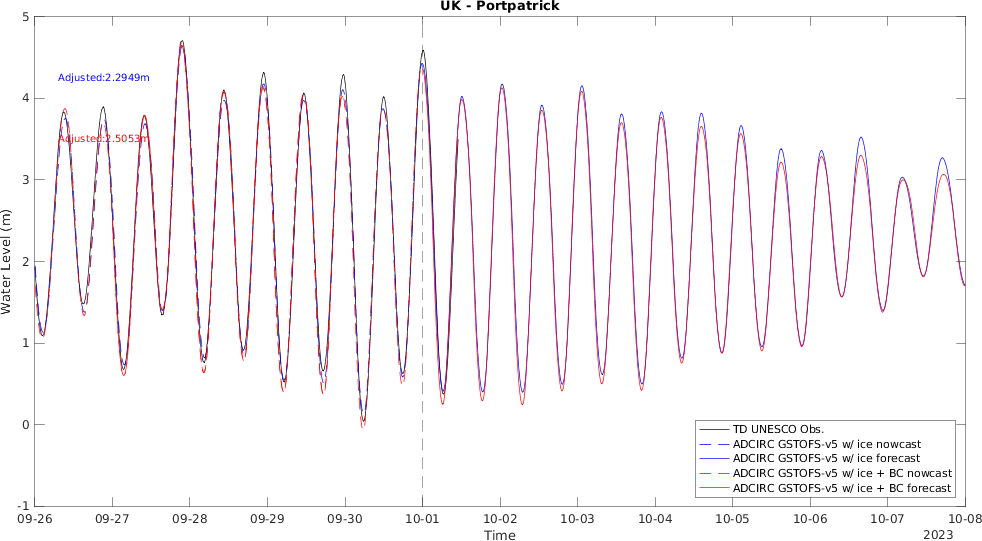 UK - Portpatrick
5
4
3
2
1
0
-1
Water Level (m)
Adjusted:2.2949m
Adjusted:2.5053m
TD UNESCO Obs.
ADCIRC GSTOFS-v5 w/ ice nowcast
ADCIRC GSTOFS-v5 w/ ice forecast
ADCIRC GSTOFS-v5 w/ ice + BC nowcast
ADCIRC GSTOFS-v5 w/ ice + BC forecast
09-26 09-27 09-28 09-29 09-30 10-01 10-02 10-03 10-04 10-05 10-06 10-07 10-08
Time
2023